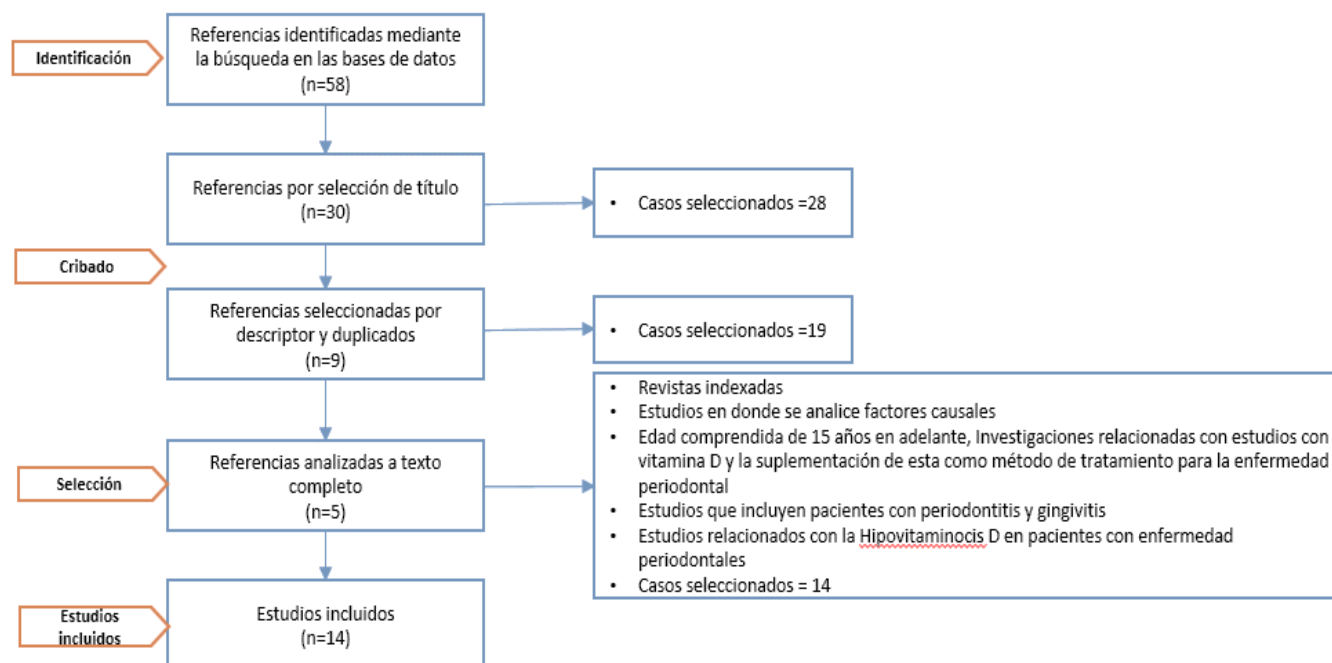 Identificación
Referencias identificadas mediante
la búsqueda en las bases de datos
(n=58)
Referencias por selección de título
(n=30)
• Casos seleccionados =28
Cribado
Referencias seleccionadas por
descriptor y duplicados
(n=9)
• Casos seleccionados =19
Selección
Referencias analizadas a texto
completo
(n=5)
• Revistas indexadas
• Estudios en donde se analice factores causales
• Edad comprendida de 15 años en adelante, Investigaciones relacionadas con estudios con
vitamina D y la suplementación de esta como método de tratamiento para la enfermedad
periodontal
• Estudios que incluyen pacientes con periodontitis y gingivitis
• Estudios relacionados con la Hipovitaminocis D en pacientes con enfermedad
periodontales
• Casos seleccionados = 14
Estudios
incluidos
Estudios incluidos
(n=14)